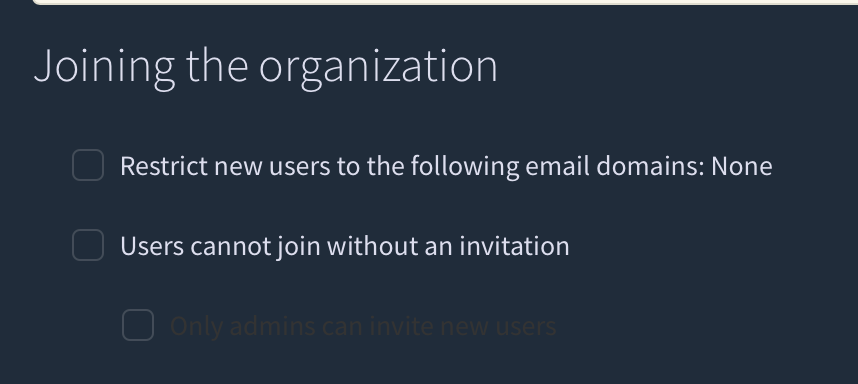 Joining the organization
Restrict new users to the following email domains: None
Users cannot join without an invitation
Only admins can invite new users